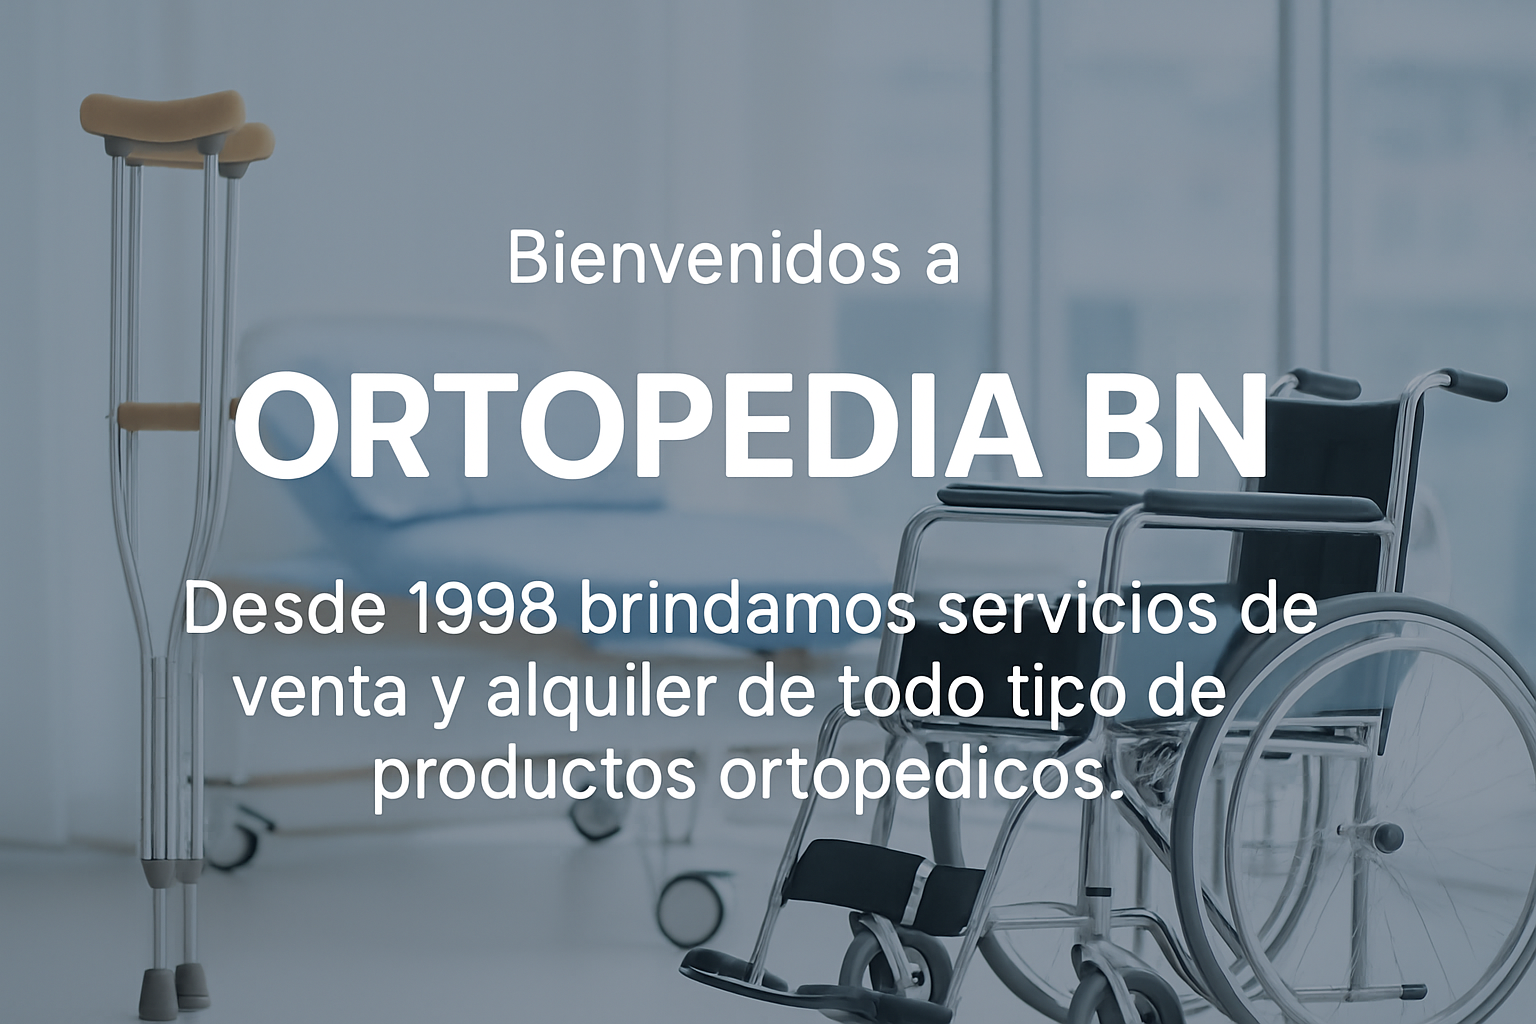 Bienvenidos a
ORTOPEDIA BN
Desde 1998 brindamos servicios de
venta y alquiler de todo tipo de
productos ortopedicos.